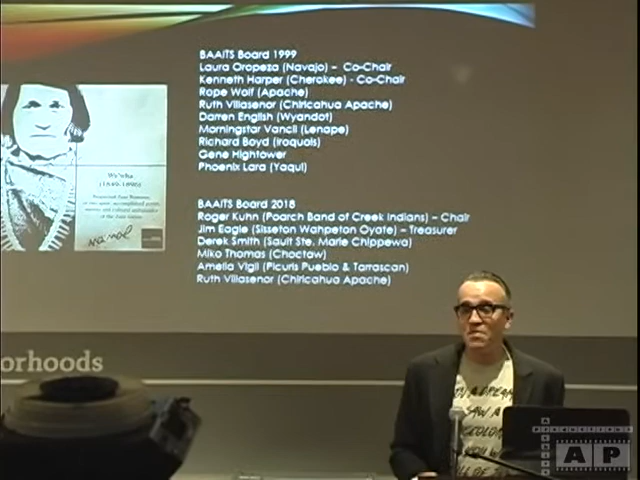 BAAITS Board 1999
Laura Oropeza (Navajo) – Co-Chair
Kenneth Harper (Cherokee) - Co-Chair
Rope Wolf (Apache)
Ruth Villasenor (Chiricahua Apache)
Darren English (Wyandot)
Morningstar Vancil (Lenape)
Richard Boyd (Iroquois)
Gene Hightower
Phoenix Lara (Yaqui)
We'wha
(1849-1896)
BAAITS Board 2018
Roger Kuhn (Poarch Band of Creek Indians) – Chair
Jim Eagle (Sisseton Wahpeton Oyate) – Treasurer
Derek Smith (Sault Ste. Marie Chippewa)
Miko Thomas (Choctaw)
Amelia Vigil (Picuris Pueblo & Tarrascan)
Ruth Villasenor (Chiricahua Apache)
orhoods
SAW A
AP